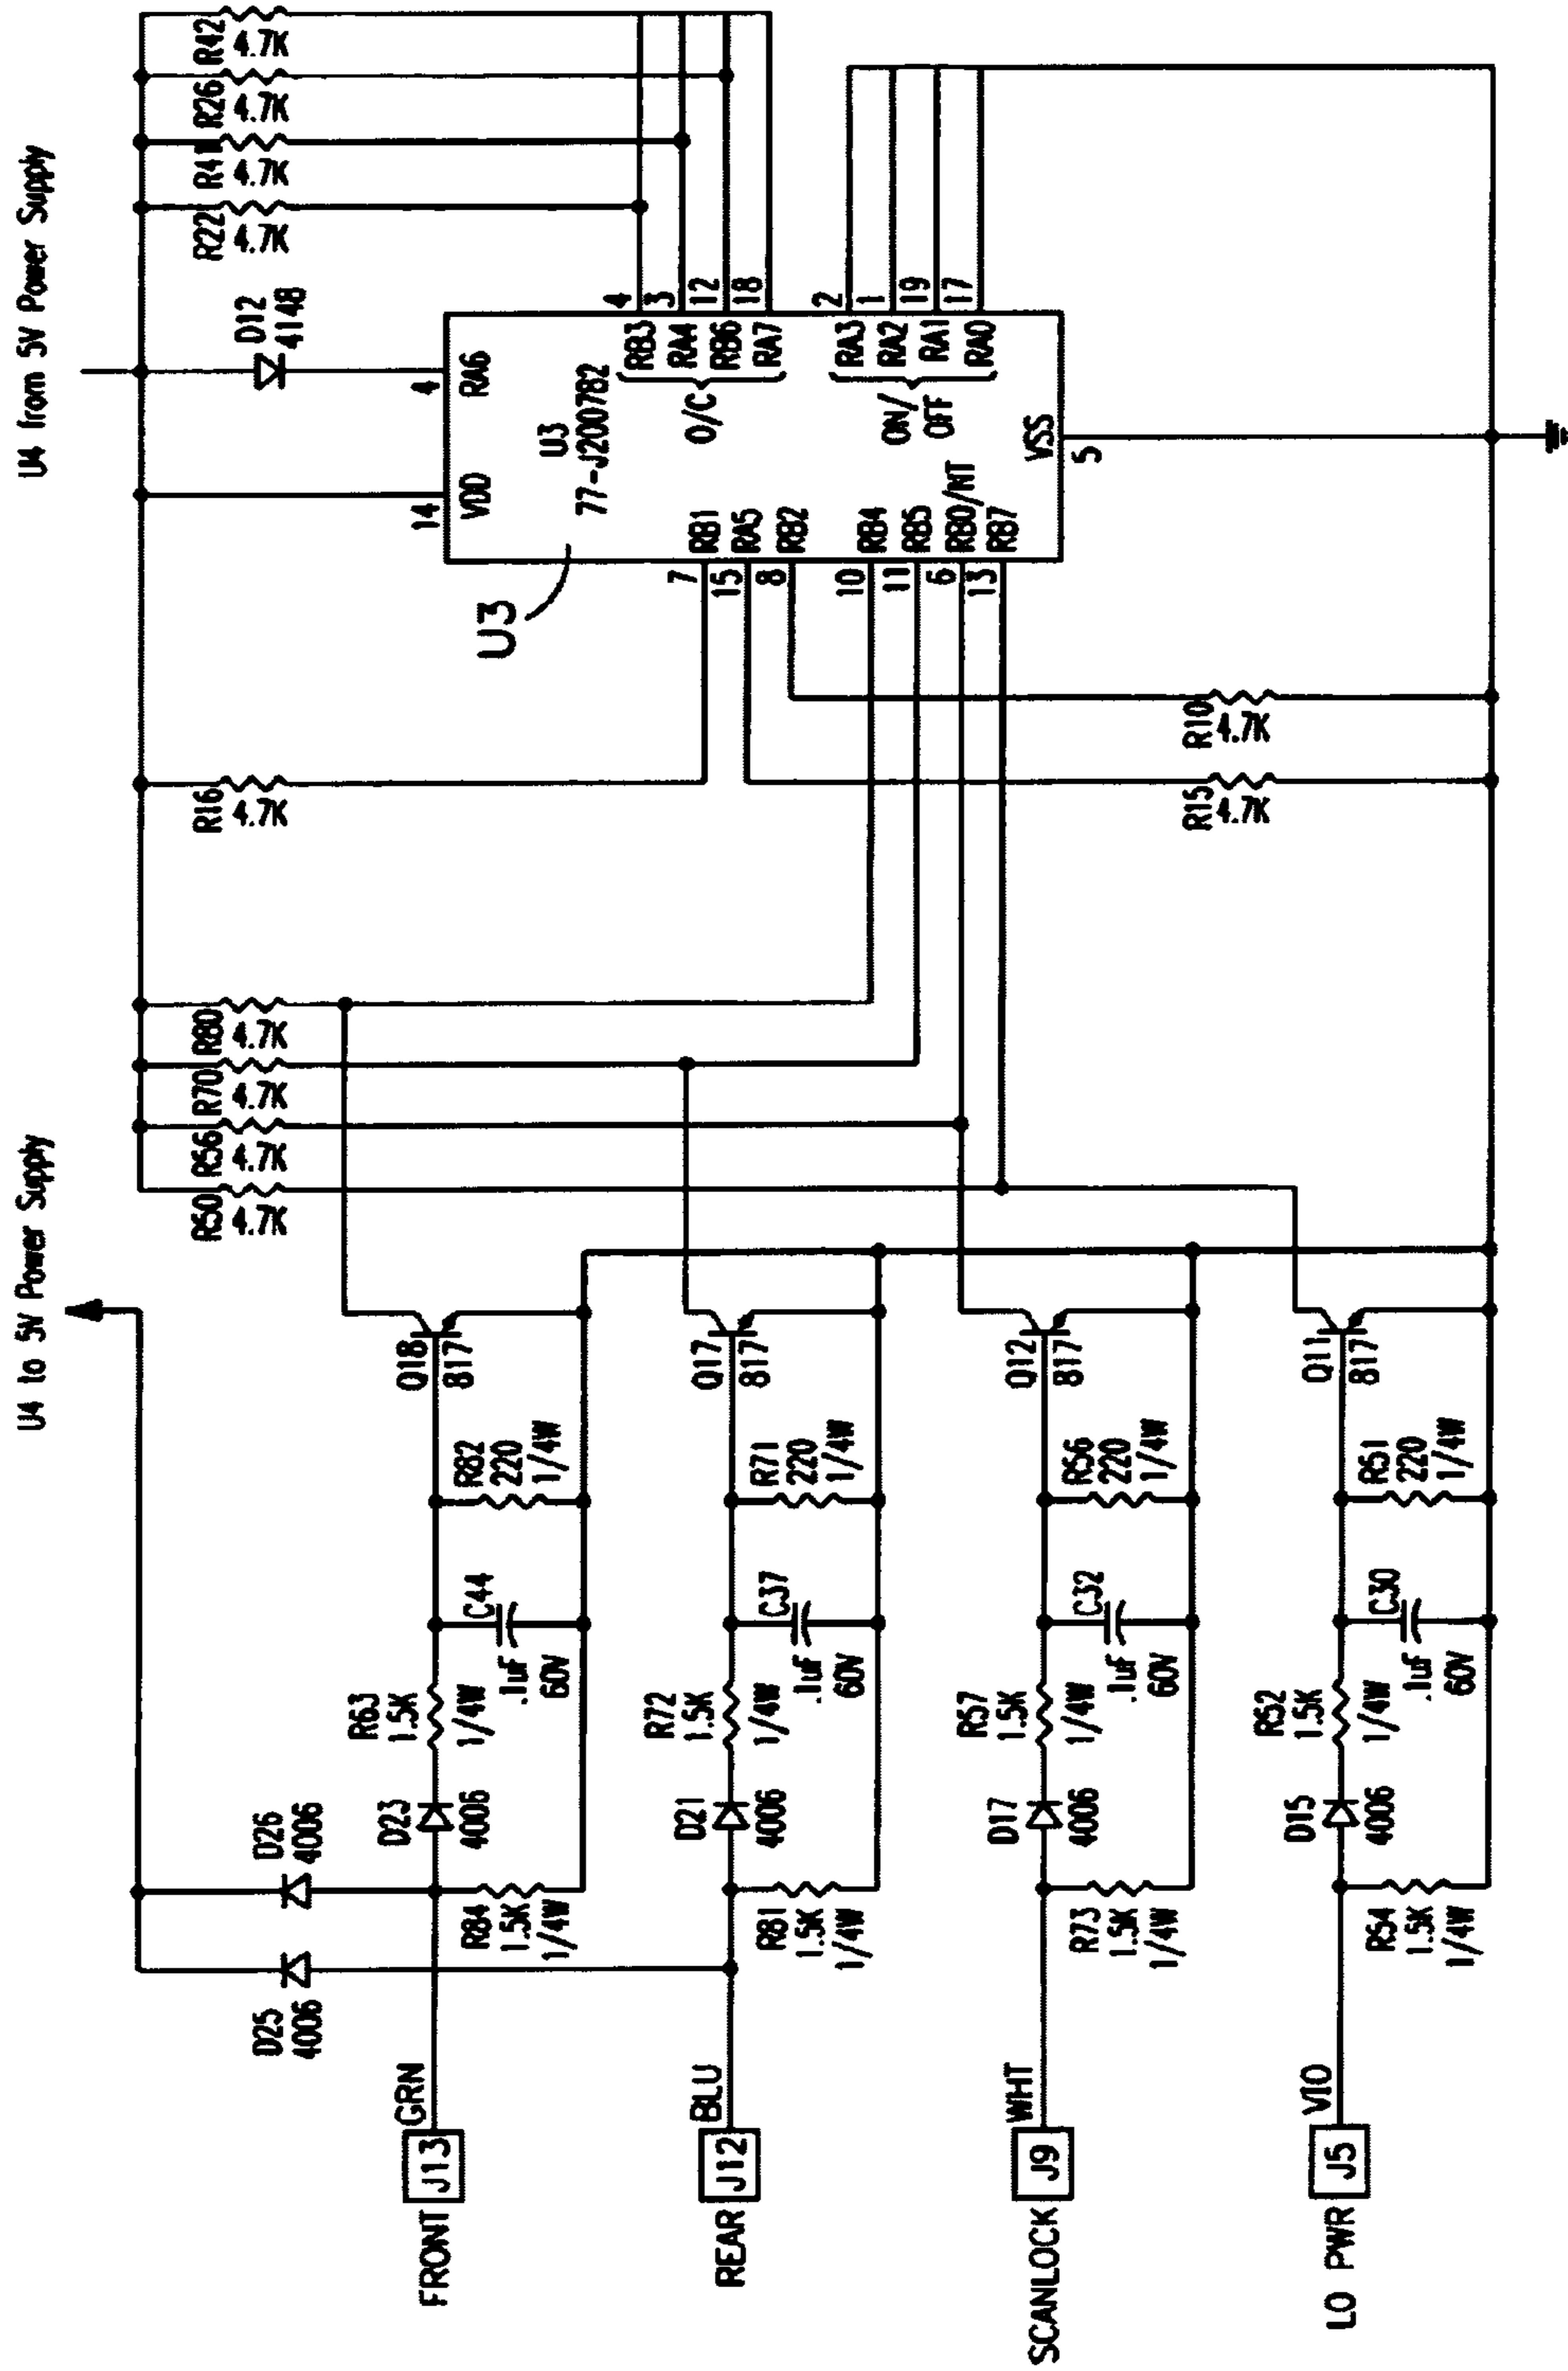 U4 to 5V Power Supply
U4 from 5V Power Supply
R50
4.7K
R56
4.7K
R70
4.7K
R80
4.7K
R16
4.7K
R22
4.7K
R41
4.7K
R26
4.7K
R42
4.7K
D12
4148
D25
4006
D26
4006
FRONT
J13
GRN
D23
4006
R84
1.5K
1/4W
R63
1.5K
1/4W
C44
.1uF
60V
R82
220
1/4W
Q18
817
REAR
J12
BLU
D21
4006
R81
1.5K
1/4W
R72
1.5K
1/4W
C37
.1uF
60V
R71
220
1/4W
Q17
817
SCANLOCK
J9
WHT
D17
4006
R73
1.5K
1/4W
R57
1.5K
1/4W
C32
.1uF
60V
R56
220
1/4W
Q12
817
LO PWR
J5
VIO
D15
4006
R54
1.5K
1/4W
R52
1.5K
1/4W
C30
.1uF
60V
R51
220
1/4W
Q11
817
R15
4.7K
R10
4.7K
U3
14
VDD
4
RA6
U3
77-J200782
7 RB1
15 RA5
8 RB2
10 RB4
11 RB5
6 RB0/NT
13 RB7
O/C
RB3 4
RA4 3
RB6 12
RA7 18
ON/
OFF
RA3 2
RA2 1
RA1 19
RA0 17
VSS
5